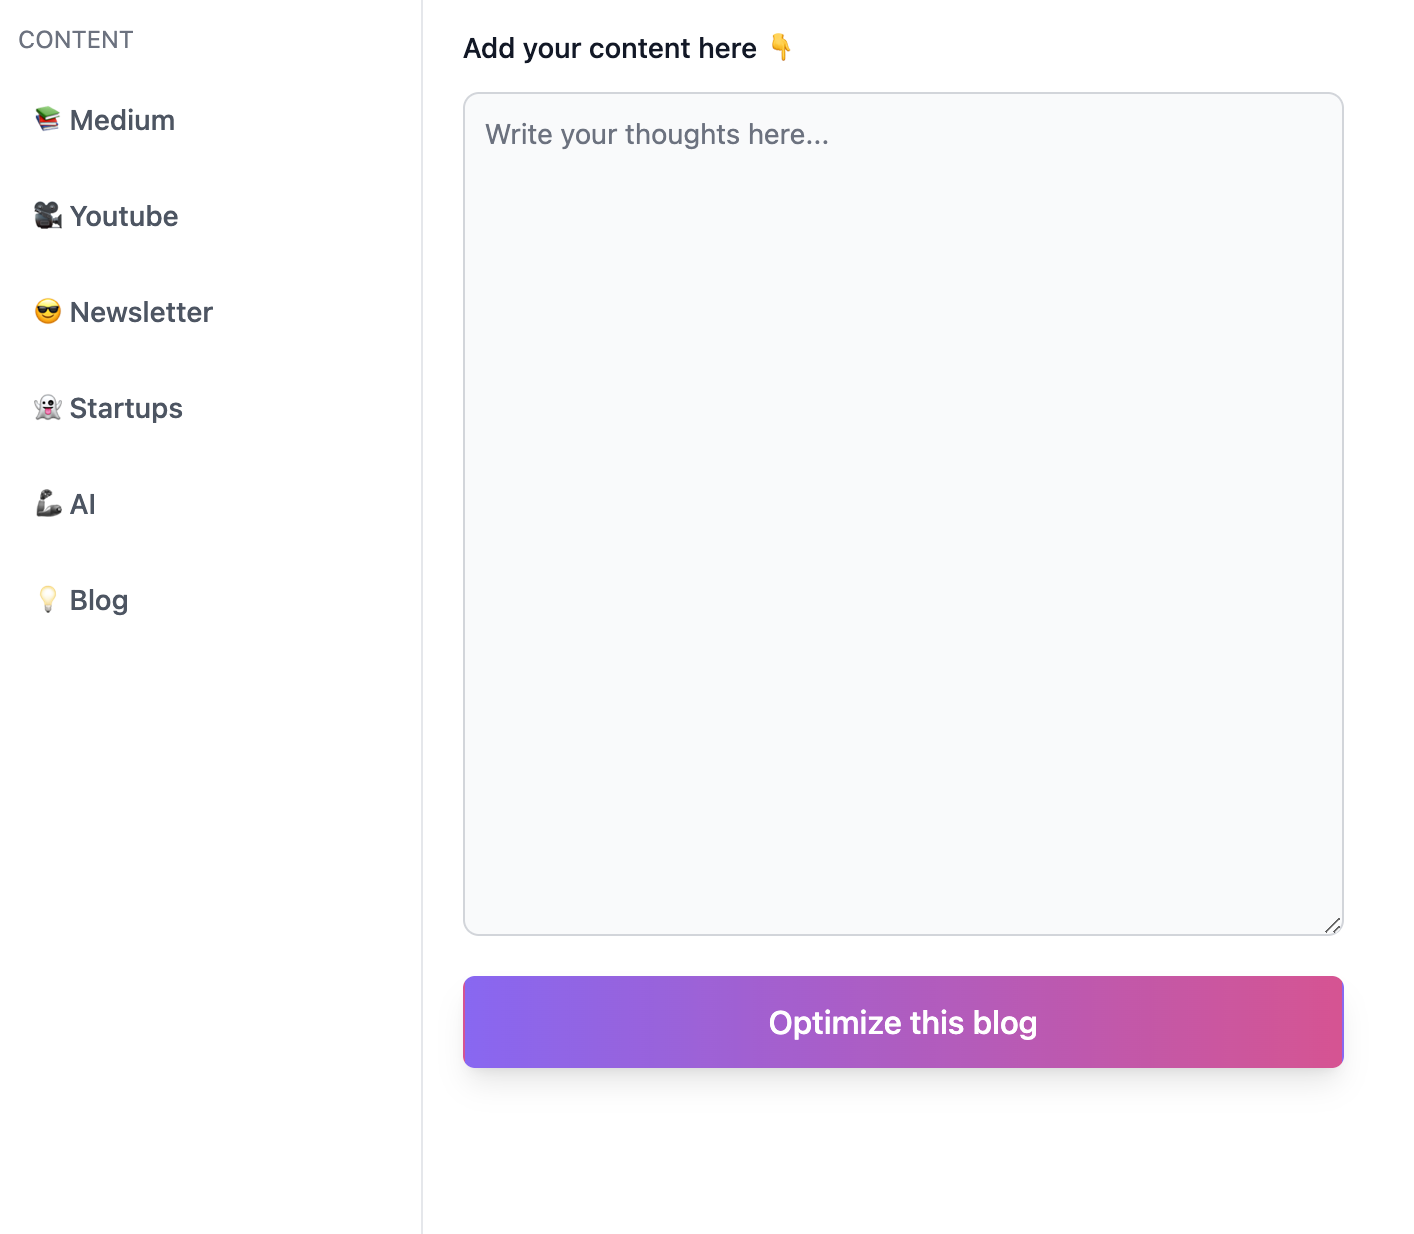 CONTENT
📚 Medium
🎥 Youtube
😎 Newsletter
👻 Startups
🦾 AI
💡 Blog
Add your content here 👇
Write your thoughts here...
Optimize this blog